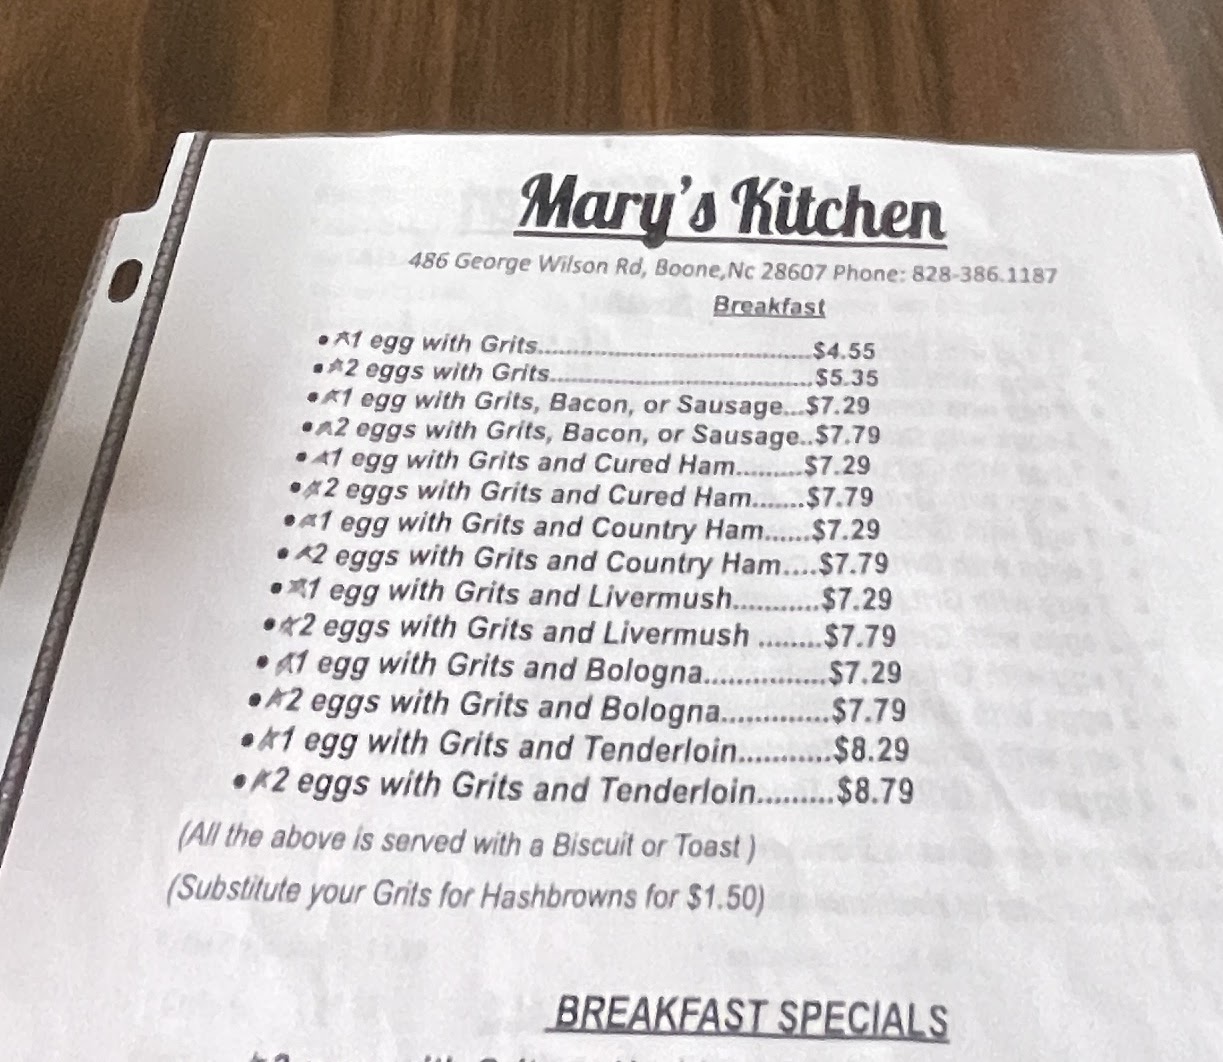 Mary's Kitchen
486 George Wilson Rd, Boone,Nc 28607 Phone: 828-386.1187
Breakfast
• 1 egg with Grits..........................................$4.55
• 2 eggs with Grits........................................$5.35
• 1 egg with Grits, Bacon, or Sausage...$7.29
• 2 eggs with Grits, Bacon, or Sausage..$7.79
• 1 egg with Grits and Cured Ham..........$7.29
• 2 eggs with Grits and Cured Ham........$7.79
• 1 egg with Grits and Country Ham......$7.29
• 2 eggs with Grits and Country Ham....$7.79
• 1 egg with Grits and Livermush............$7.29
• 2 eggs with Grits and Livermush ........$7.79
• 1 egg with Grits and Bologna................$7.29
• 2 eggs with Grits and Bologna.............$7.79
• 1 egg with Grits and Tenderloin............$8.29
• 2 eggs with Grits and Tenderloin.........$8.79
(All the above is served with a Biscuit or Toast )
(Substitute your Grits for Hashbrowns for $1.50)
BREAKFAST SPECIALS